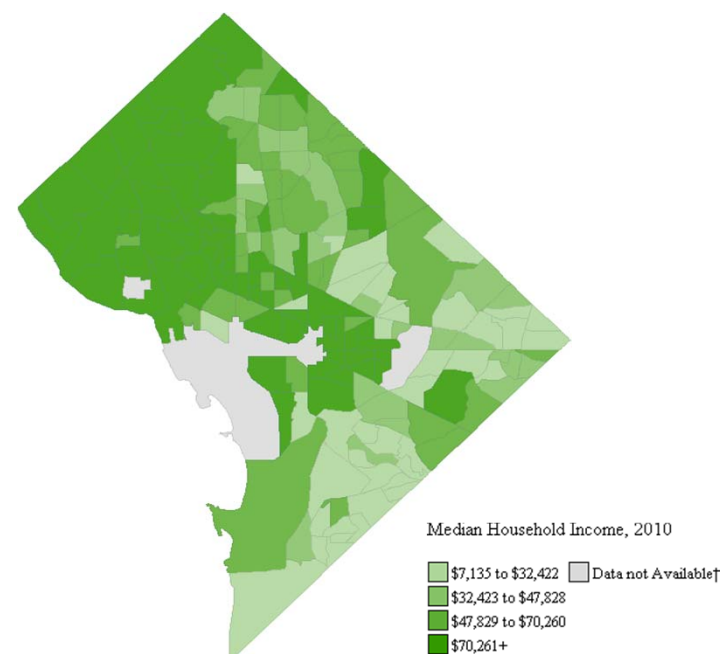 Median Household Income, 2010
$7,135 to $32,422 Data not Available†
$32,423 to $47,828
$47,829 to $70,260
$70,261+